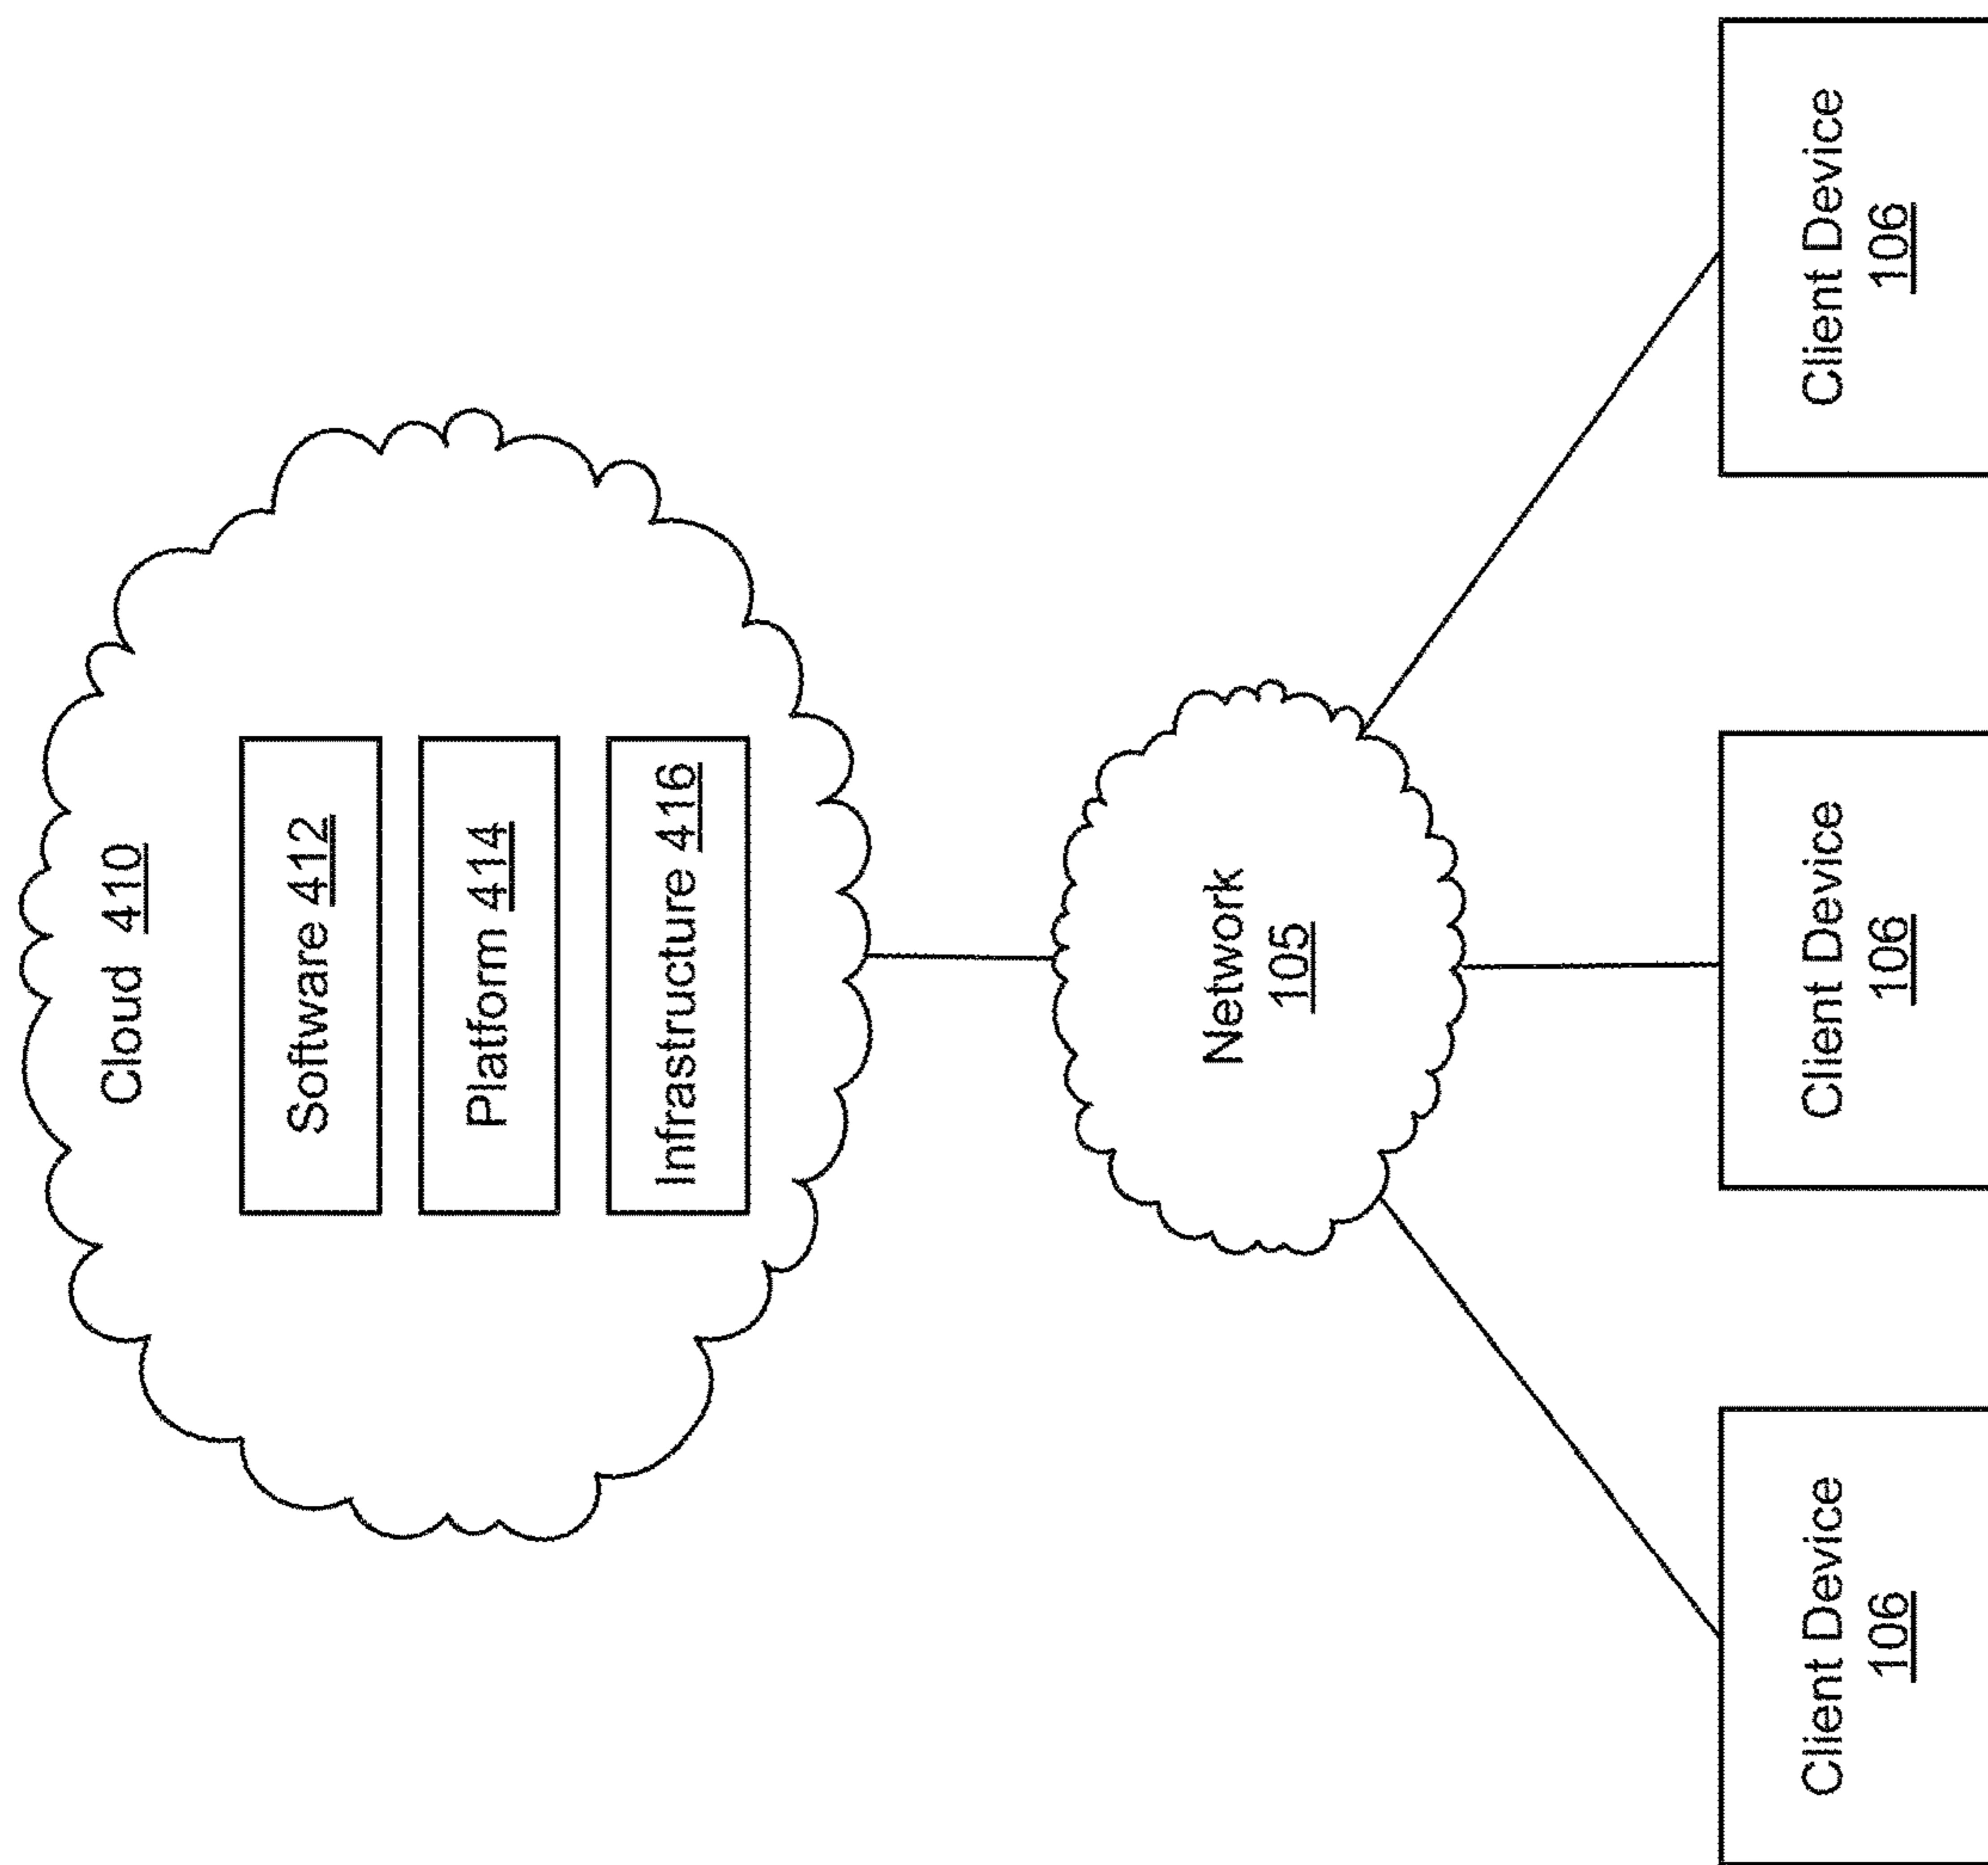 Cloud 410
Software 412
Platform 414
Infrastructure 416
Network
105
Client Device
106
Client Device
106
Client Device
106